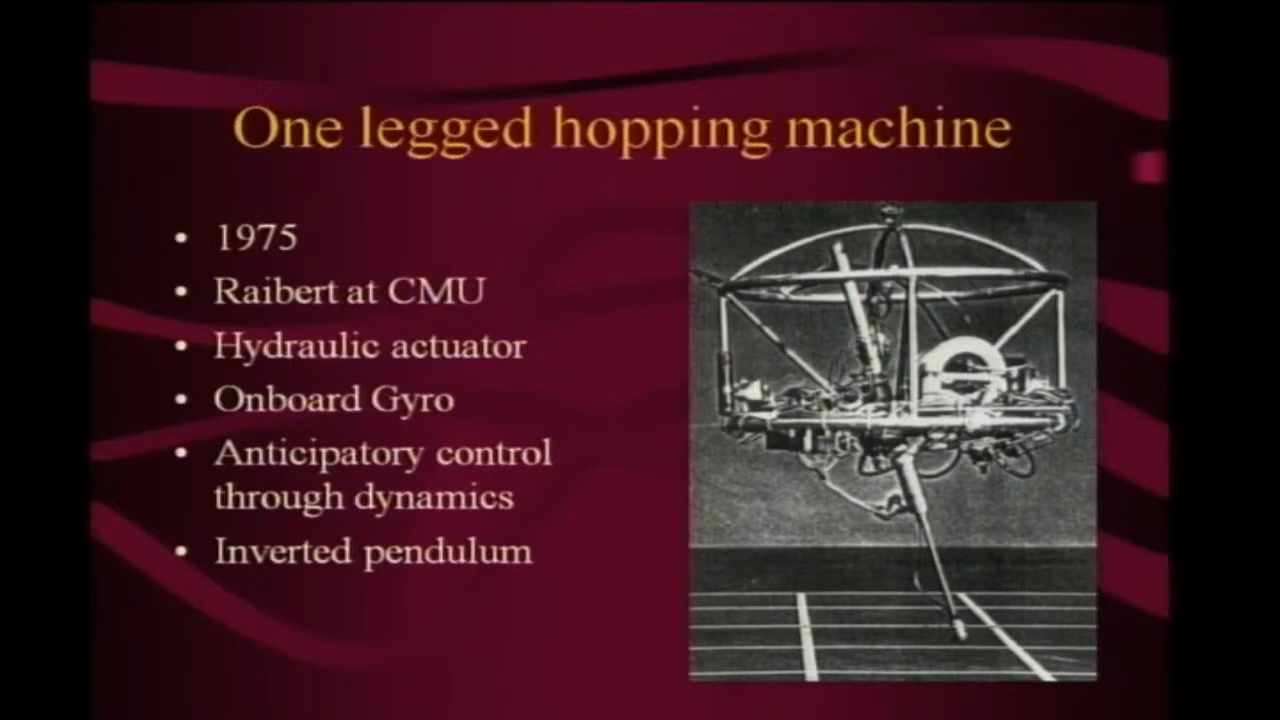 One legged hopping machine
• 1975
• Raibert at CMU
• Hydraulic actuator
• Onboard Gyro
• Anticipatory control
through dynamics
• Inverted pendulum